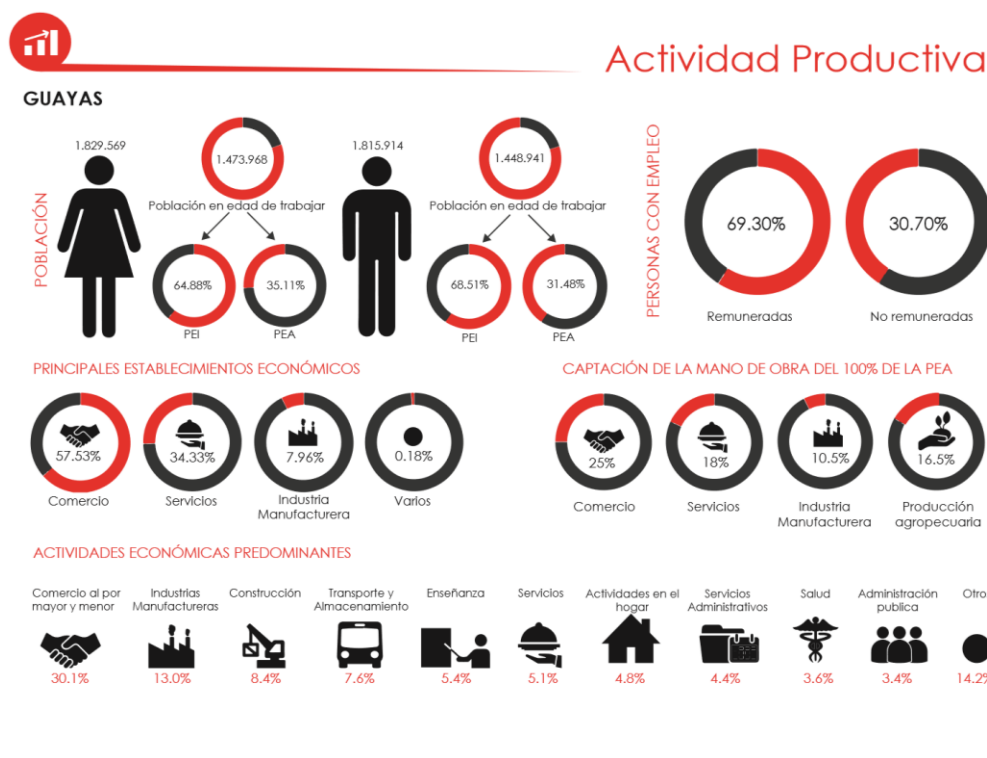 Actividad Productiva
GUAYAS
POBLACIÓN
1.829.569
1.473.968
Población en edad de trabajar
64.88%
PEI
35.11%
PEA
1.815.914
1.448.941
Población en edad de trabajar
68.51%
PEI
31.48%
PEA
PERSONAS CON EMPLEO
69.30%
Remuneradas
30.70%
No remuneradas
PRINCIPALES ESTABLECIMIENTOS ECONÓMICOS
57.53%
Comercio
34.33%
Servicios
7.96%
Industria
Manufacturera
0.18%
Varios
CAPTACIÓN DE LA MANO DE OBRA DEL 100% DE LA PEA
25%
Comercio
18%
Servicios
10.5%
Industria
Manufacturera
16.5%
Producción
agropecuaria
ACTIVIDADES ECONÓMICAS PREDOMINANTES
Comercio al por
mayor y menor
30.1%
Industrias
Manufactureras
13.0%
Construcción
8.4%
Transporte y
Almacenamiento
7.6%
Enseñanza
5.4%
Servicios
5.1%
Actividades en el
hogar
4.8%
Servicios
Administrativos
4.4%
Salud
3.6%
Administración
publica
3.4%
Otro
14.2%